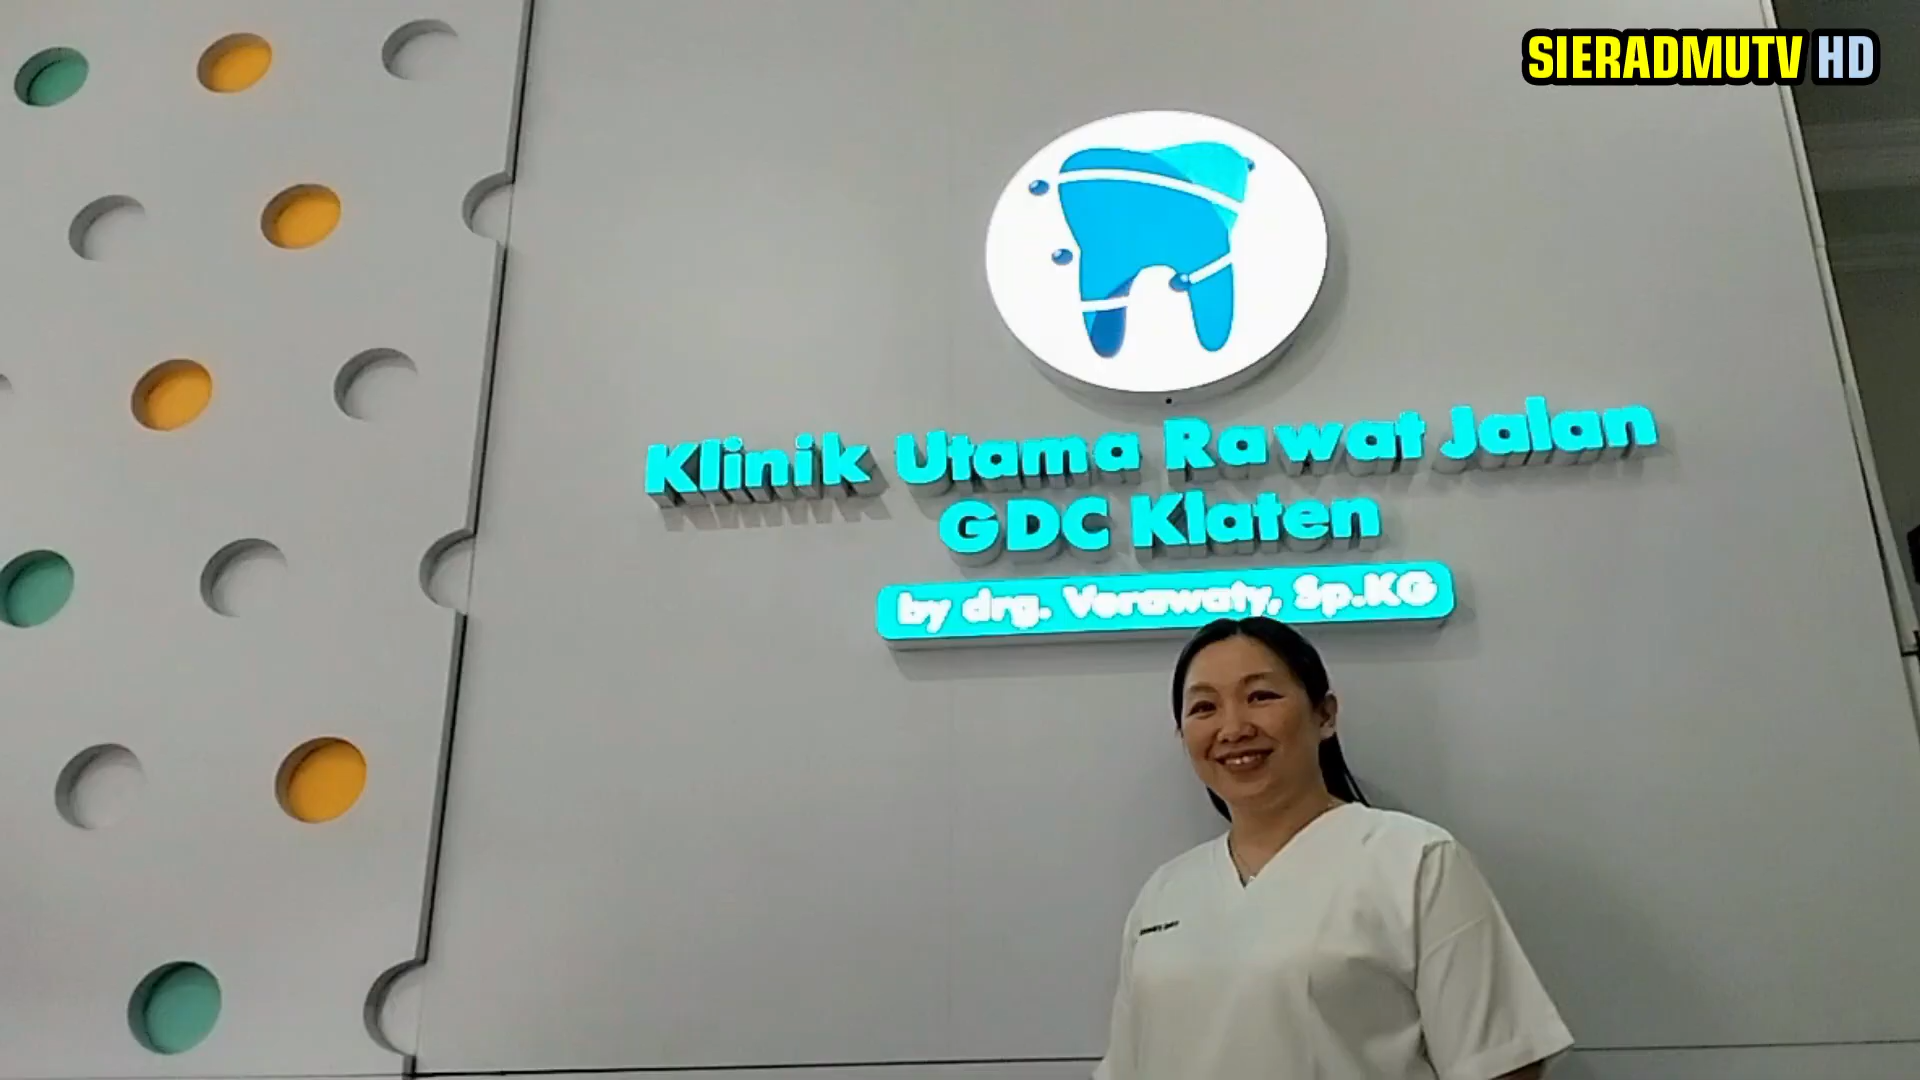 SIERADMUTV HD
Klinik Utama Rawat Jalan
GDC Klaten
by drg. Verawaty, Sp.KG